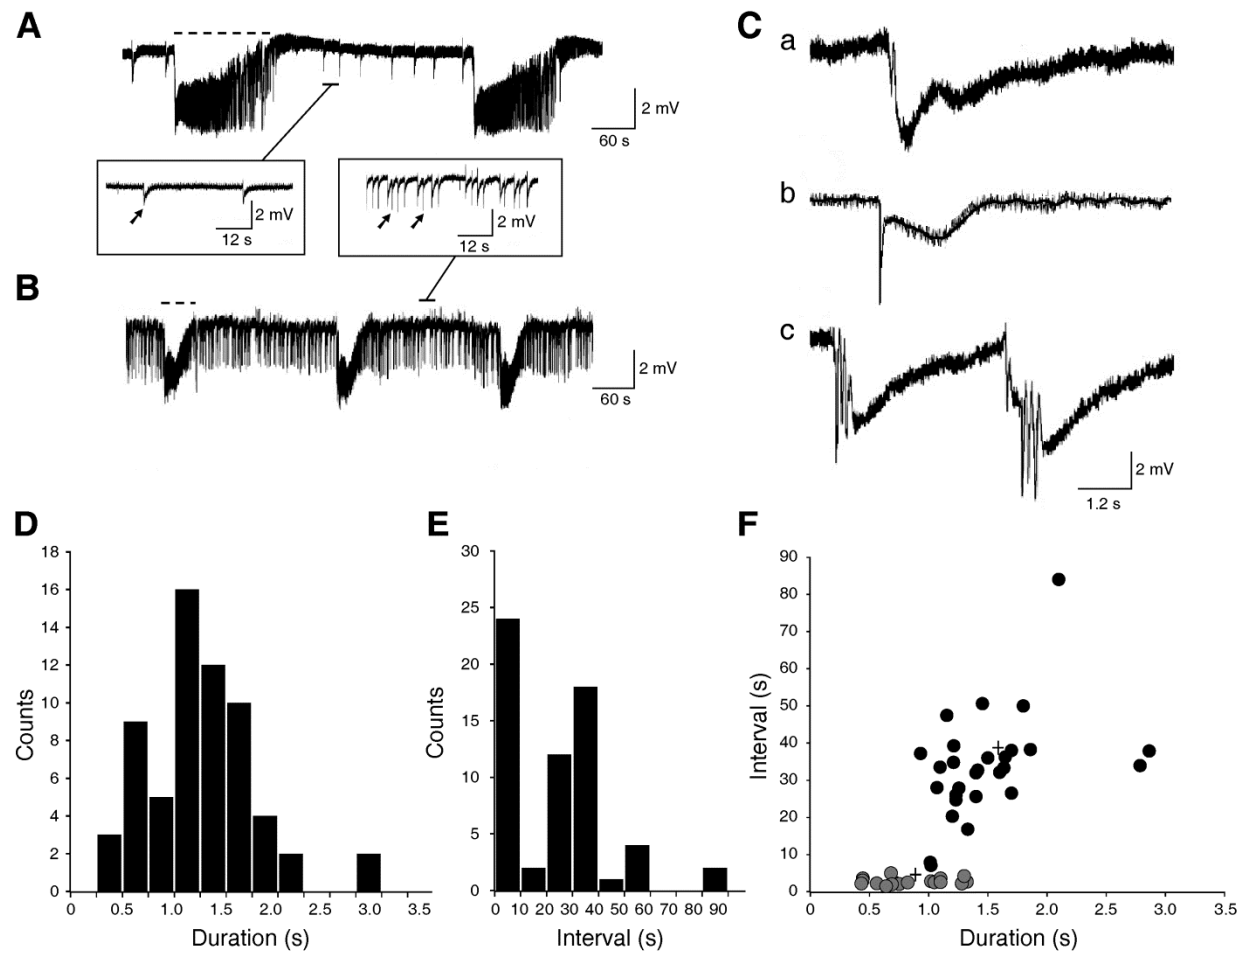 A
2 mV
60 s
2 mV
12 s
2 mV
12 s
B
2 mV
60 s
C
a
b
c
2 mV
1.2 s
D
Counts
18
16
14
12
10
8
6
4
2
0
0 0.5 1.0 1.5 2.0 2.5 3.0 3.5
Duration (s)
E
Counts
30
25
20
15
10
5
0
0 10 20 30 40 50 60 70 80 90
Interval (s)
F
Interval (s)
90
80
70
60
50
40
30
20
10
0
0 0.5 1.0 1.5 2.0 2.5 3.0 3.5
Duration (s)